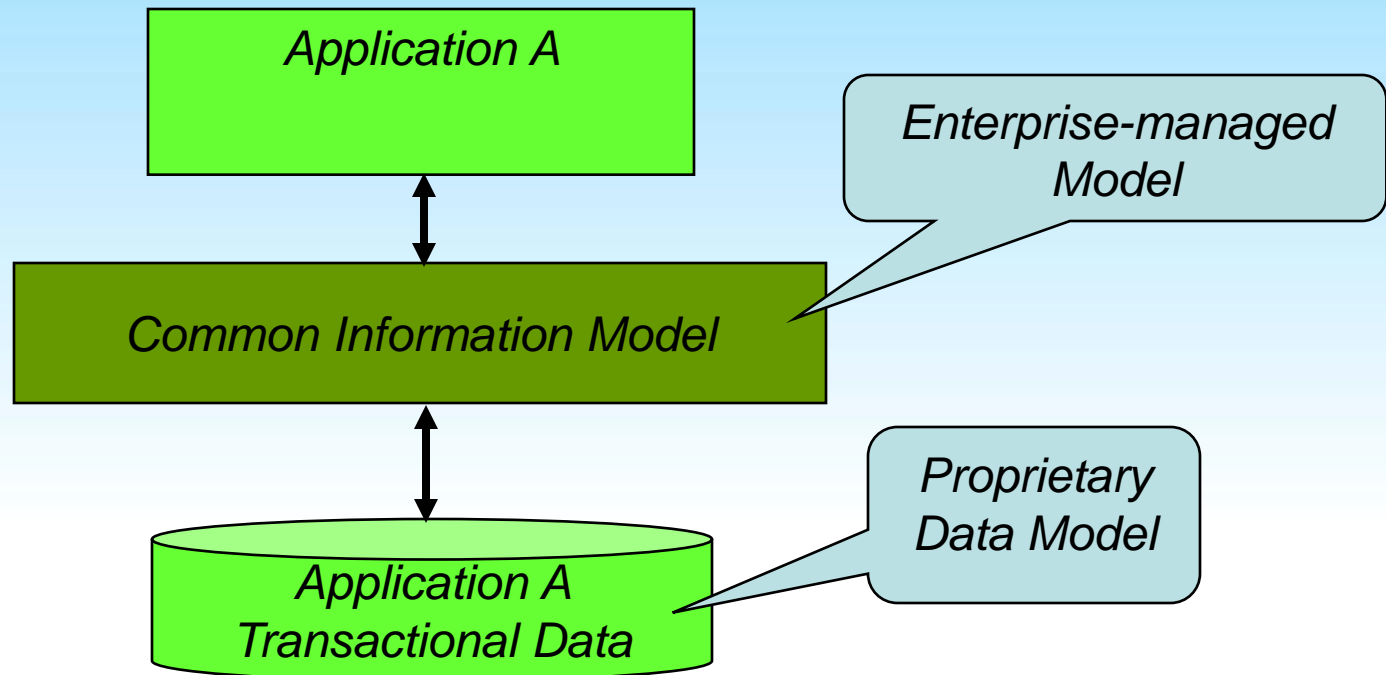 Application A
Enterprise-managed
Model
Common Information Model
Proprietary
Data Model
Application A
Transactional Data